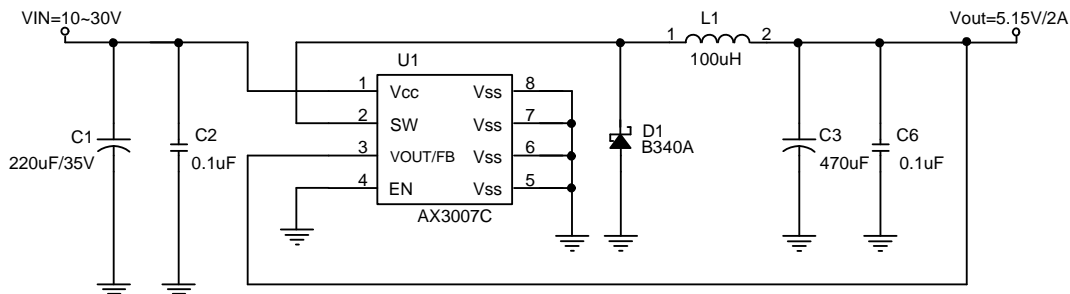 VIN=10~30V
Vout=5.15V/2A
L1
1 2
100uH
U1
1 Vcc Vss 8
2 SW Vss 7
3 VOUT/FB Vss 6
4 EN Vss 5
AX3007C
C1
220uF/35V
C2
0.1uF
D1
B340A
C3
470uF
C6
0.1uF